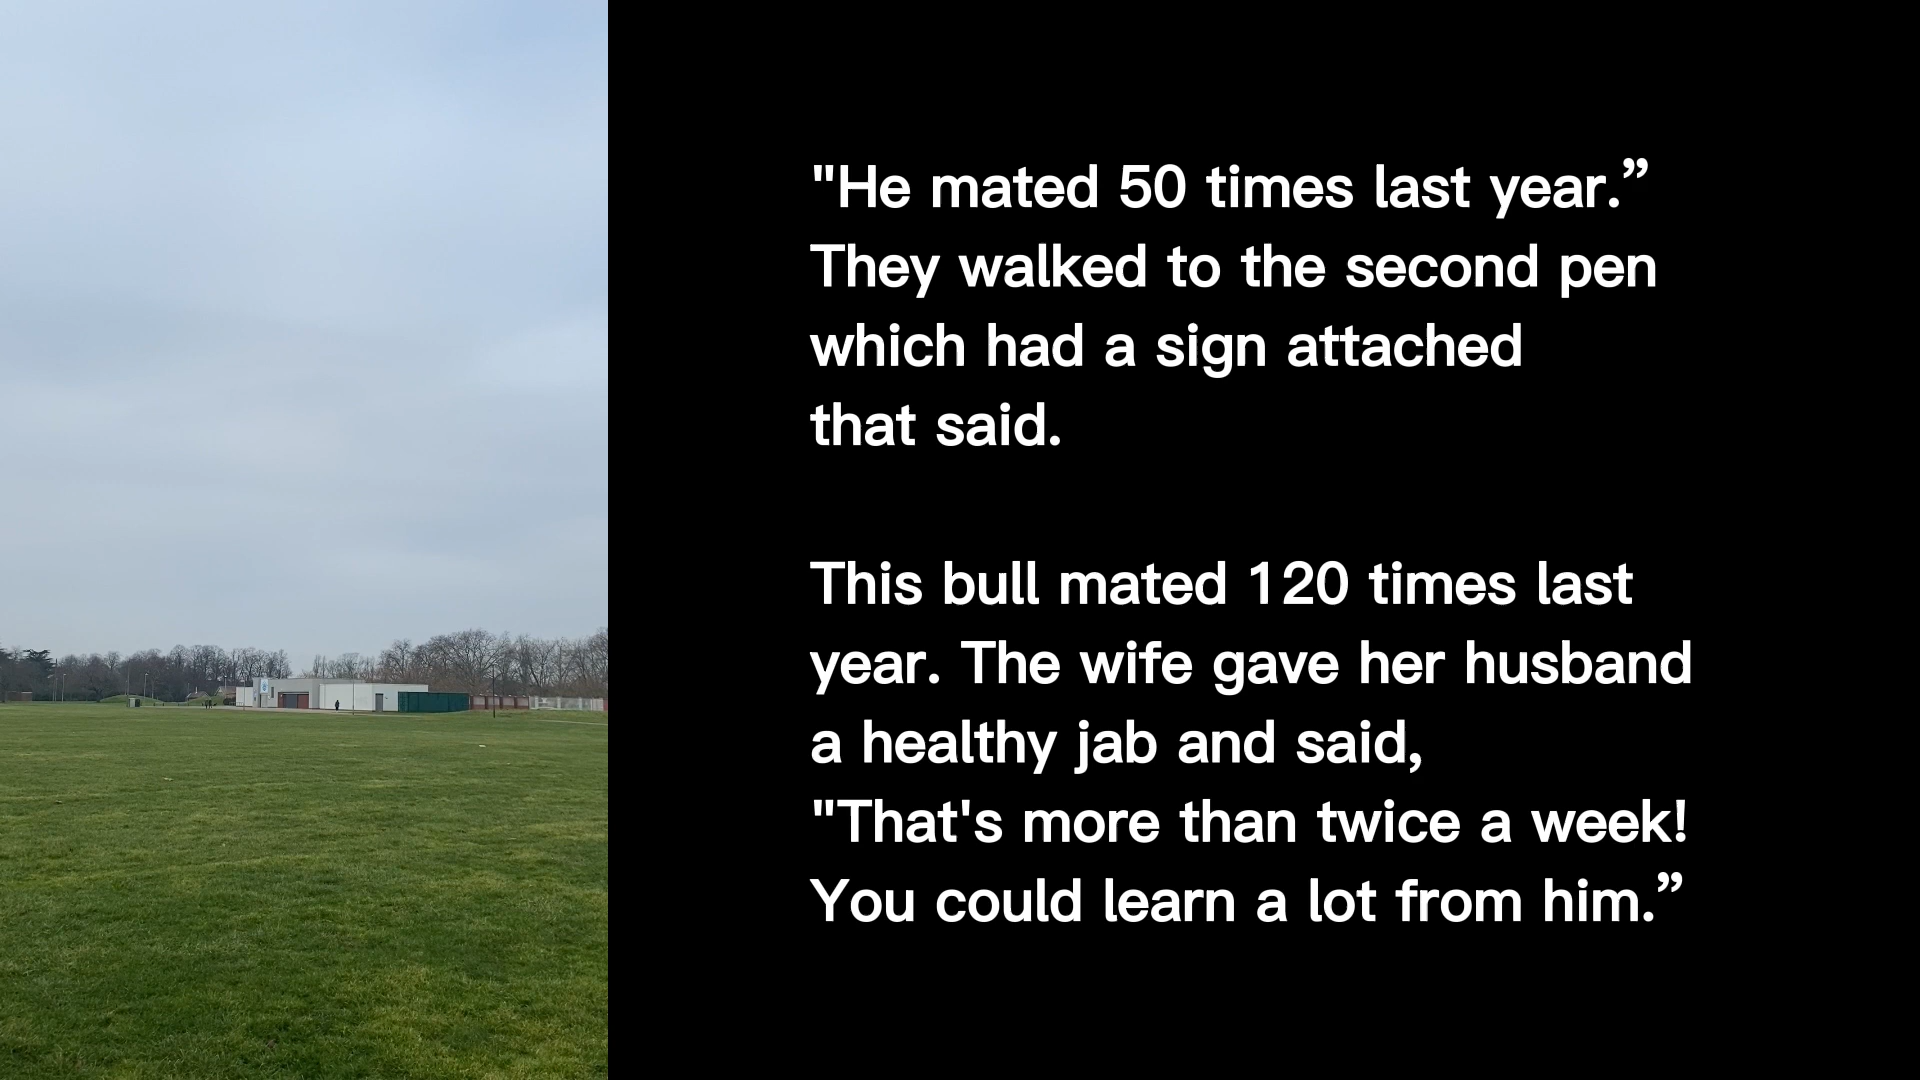 "He mated 50 times last year.”
They walked to the second pen
which had a sign attached
that said.
This bull mated 120 times last
year. The wife gave her husband
a healthy jab and said,
"That's more than twice a week!
You could learn a lot from him.”